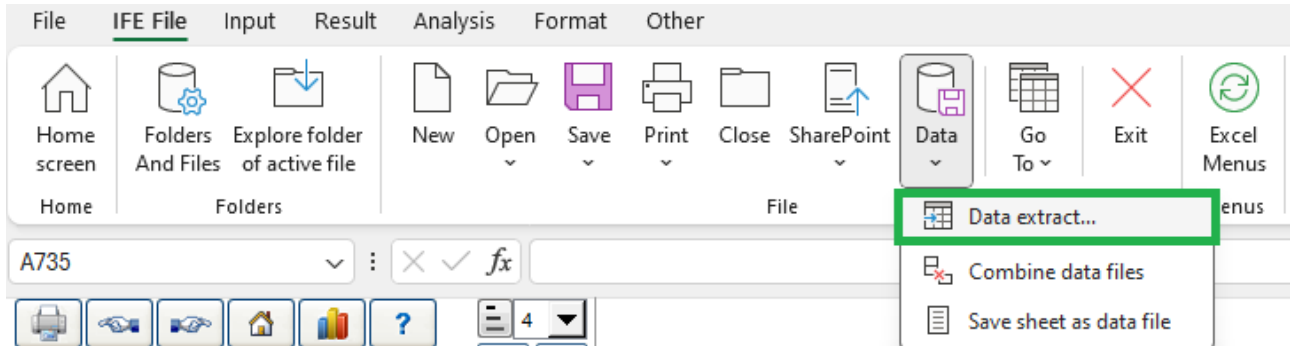 File IFE File Input Result Analysis Format Other
Home Folders Explore folder New Open Save Print Close SharePoint Data Go Exit Excel
screen And Files of active file To Menus
Home Folders File enus
Data extract...
A735 fx
Combine data files
4 Save sheet as data file
?